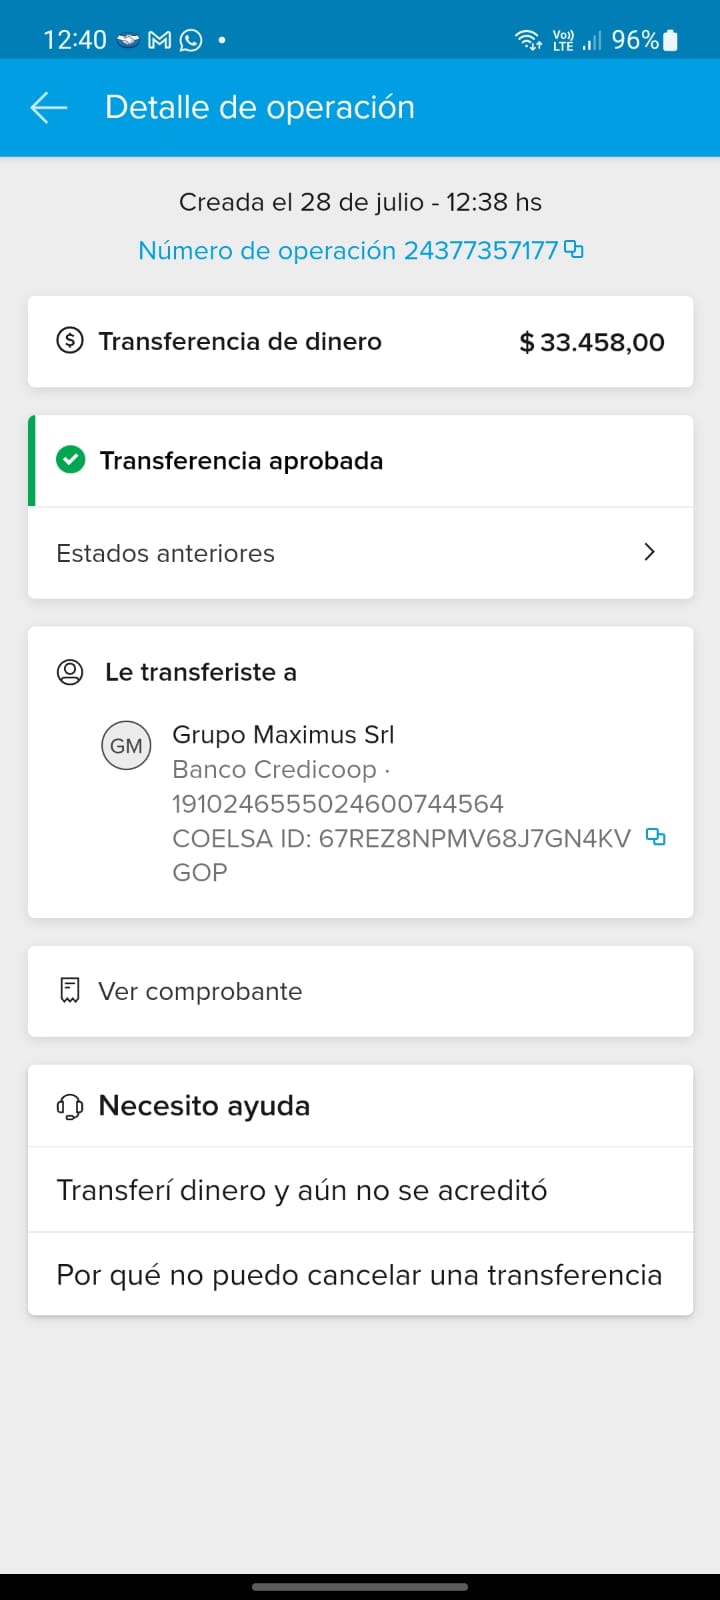 12:40
Vo))
LTE
96%
Detalle de operación
Creada el 28 de julio - 12:38 hs
Número de operación 24377357177
Transferencia de dinero $ 33.458,00
Transferencia aprobada
Estados anteriores
Le transferiste a
GM
Grupo Maximus Srl
Banco Credicoop ·
1910246555024600744564
COELSA ID: 67REZ8NPMV68J7GN4KV
GOP
Ver comprobante
Necesito ayuda
Transferí dinero y aún no se acreditó
Por qué no puedo cancelar una transferencia